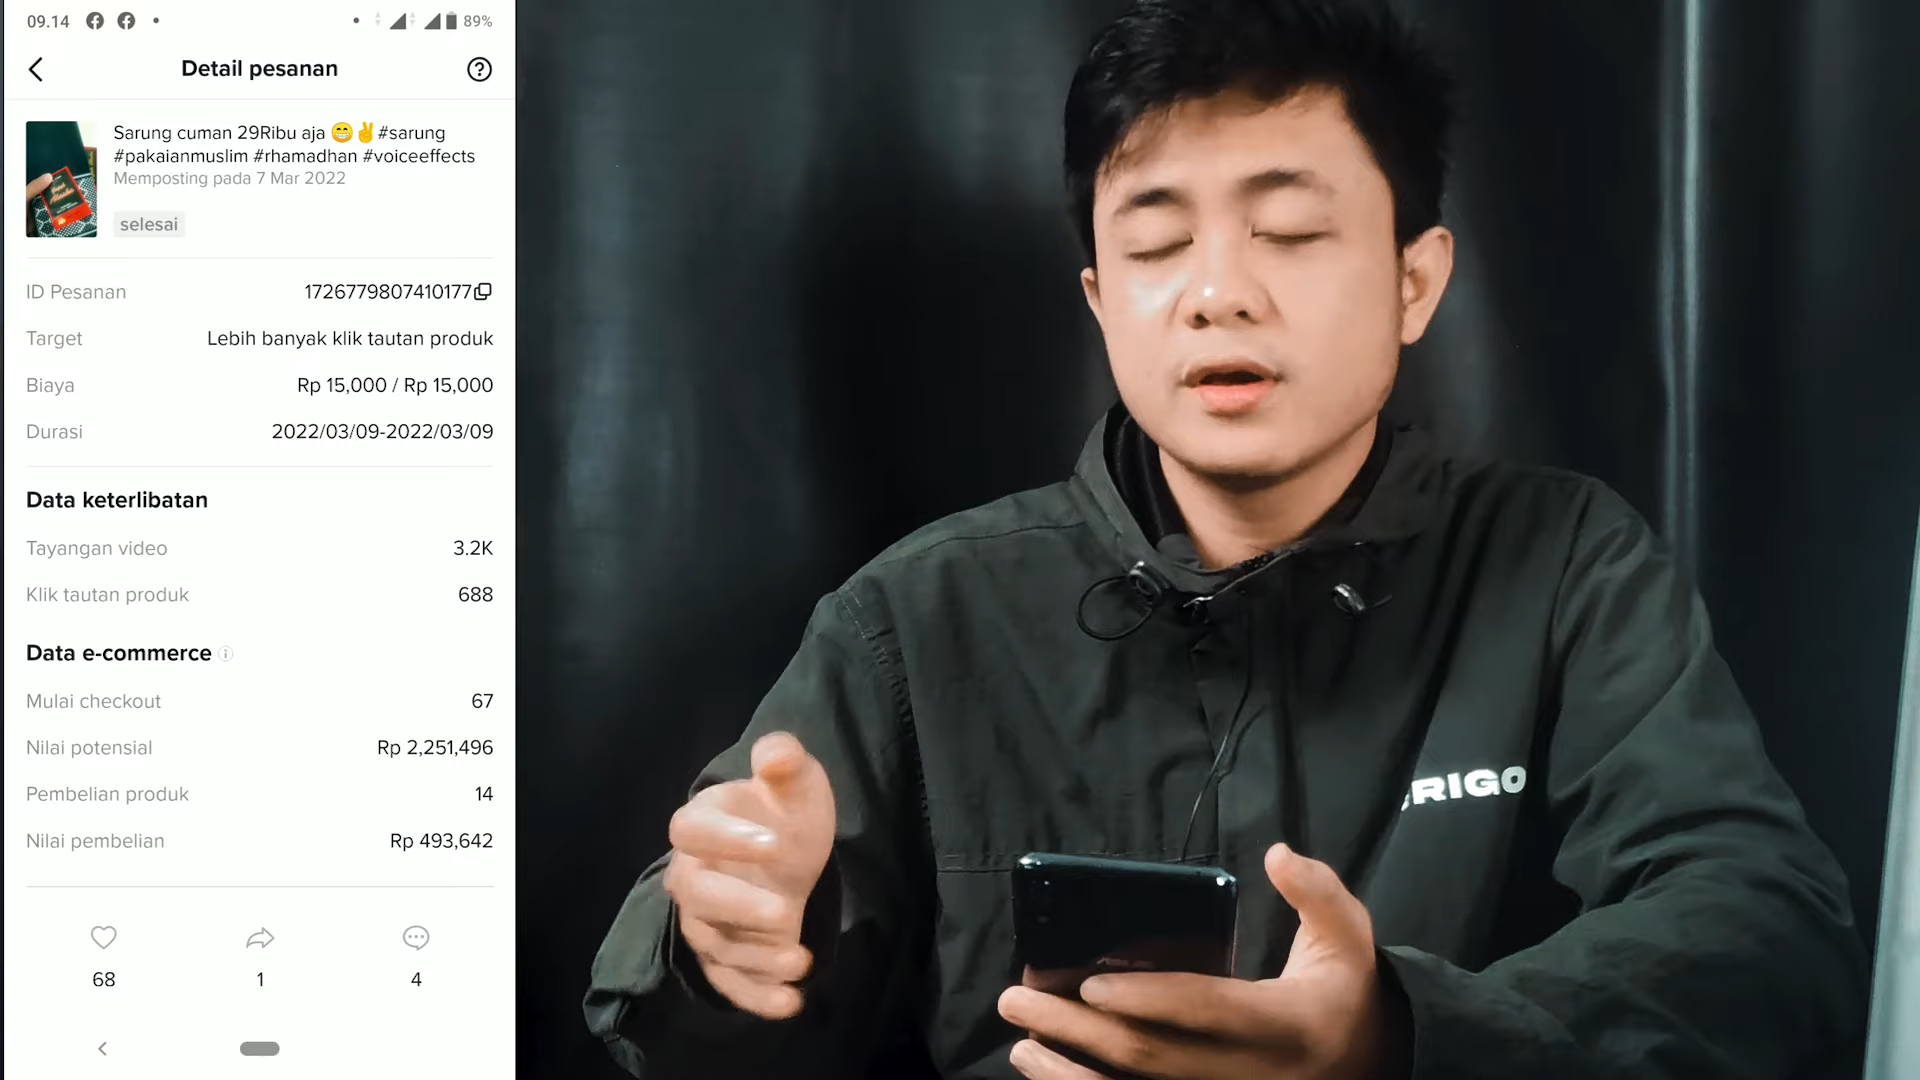 09.14
89%
Detail pesanan
Sarung cuman 29Ribu aja 😁✌️#sarung
#pakaianmuslim #rhamadhan #voiceeffects
Memposting pada 7 Mar 2022
selesai
ID Pesanan 1726779807410177
Target Lebih banyak klik tautan produk
Biaya Rp 15,000 / Rp 15,000
Durasi 2022/03/09-2022/03/09
Data keterlibatan
Tayangan video 3.2K
Klik tautan produk 688
Data e-commerce
Mulai checkout 67
Nilai potensial Rp 2,251,496
Pembelian produk 14
Nilai pembelian Rp 493,642
68 1 4